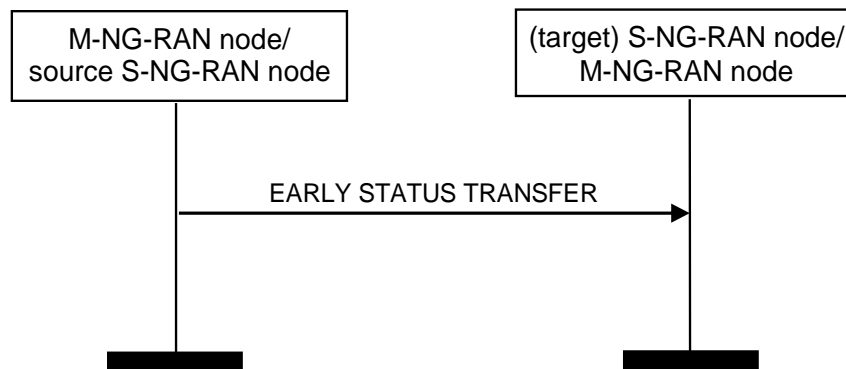 M-NG-RAN node/
source S-NG-RAN node
(target) S-NG-RAN node/
M-NG-RAN node
EARLY STATUS TRANSFER